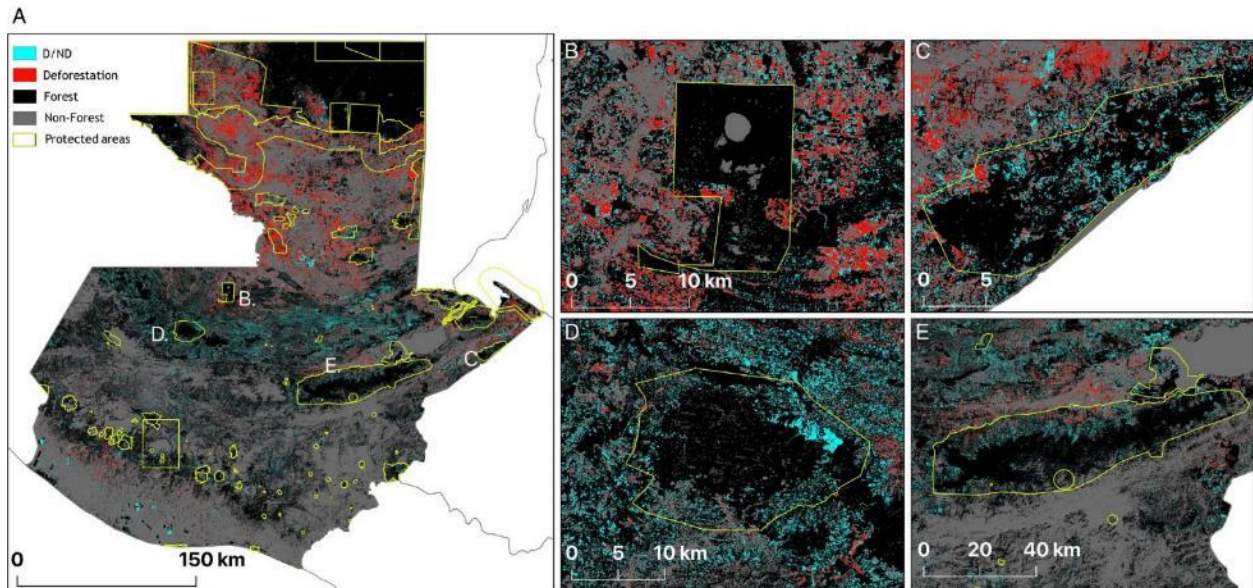 A
D/ND
Deforestation
Forest
Non-Forest
Protected areas
B.
D.
E.
C.
0 150 km
B
0 5 10 km
C
0 5
D
0 5 10 km
E
0 20 40 km